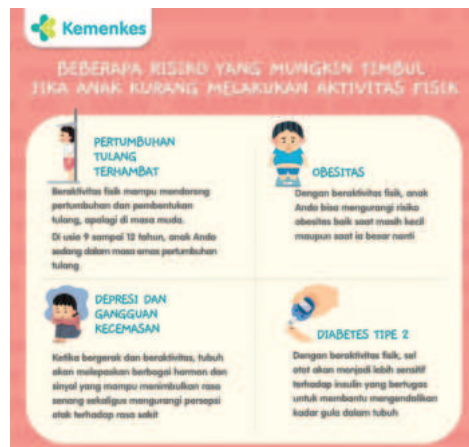 Kemenkes
BEBERAPA RISIKO YANG MUNGKIN TIMBUL
JIKA ANAK KURANG MELAKUKAN AKTIVITAS FISIK
PERTUMBUHAN
TULANG
TERHAMBAT
Beraktivitas fisik mampu mendorong
pertumbuhan dan pembentukan
tulang, apalagi di masa muda.
Di usia 9 sampai 12 tahun, anak Anda
sedang dalam masa emas pertumbuhan
tulang
OBESITAS
Dengan beraktivitas fisik, anak
Anda bisa mengurangi risiko
obesitas baik saat masih kecil
maupun saat ia besar nanti
DEPRESI DAN
GANGGUAN
KECEMASAN
Ketika bergerak dan beraktivitas, tubuh
akan melepaskan berbagai hormon dan
sinyal yang mampu menimbulkan rasa
senang sekaligus mengurangi persepsi
otak terhadap rasa sakit
DIABETES TIPE 2
Dengan beraktivitas fisik, sel
otot akan menjadi lebih sensitif
terhadap insulin yang bertugas
untuk membantu mengendalikan
kadar gula dalam tubuh